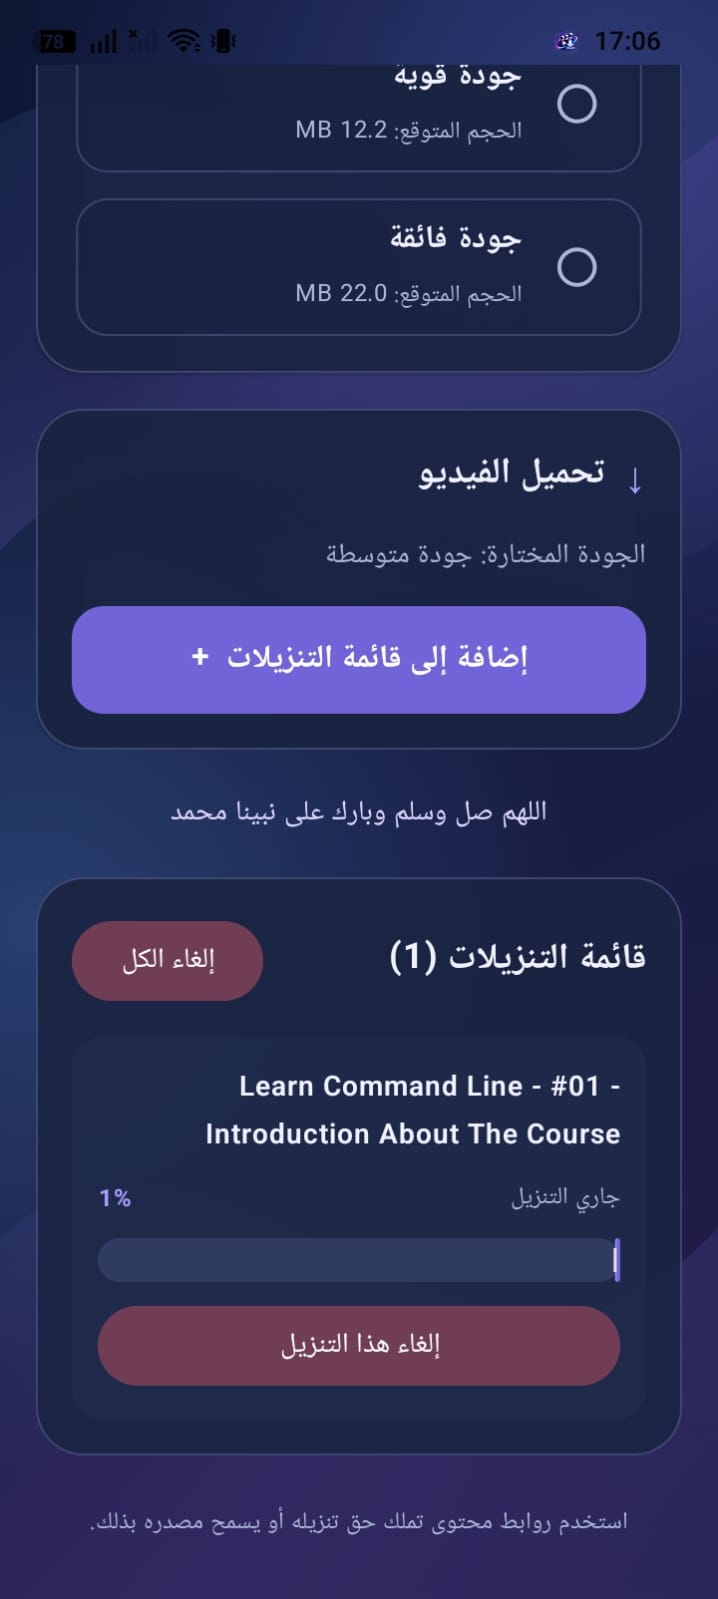 78
17:06
جودة قوية
الحجم المتوقع: 12.2 MB
جودة فائقة
الحجم المتوقع: 22.0 MB
↓ تحميل الفيديو
الجودة المختارة: جودة متوسطة
إضافة إلى قائمة التنزيلات +
اللهم صل وسلم وبارك على نبينا محمد
قائمة التنزيلات (1)
إلغاء الكل
Learn Command Line - #01 -
Introduction About The Course
جاري التنزيل
1%
إلغاء هذا التنزيل
استخدم روابط محتوى تملك حق تنزيله أو يسمح مصدره بذلك.